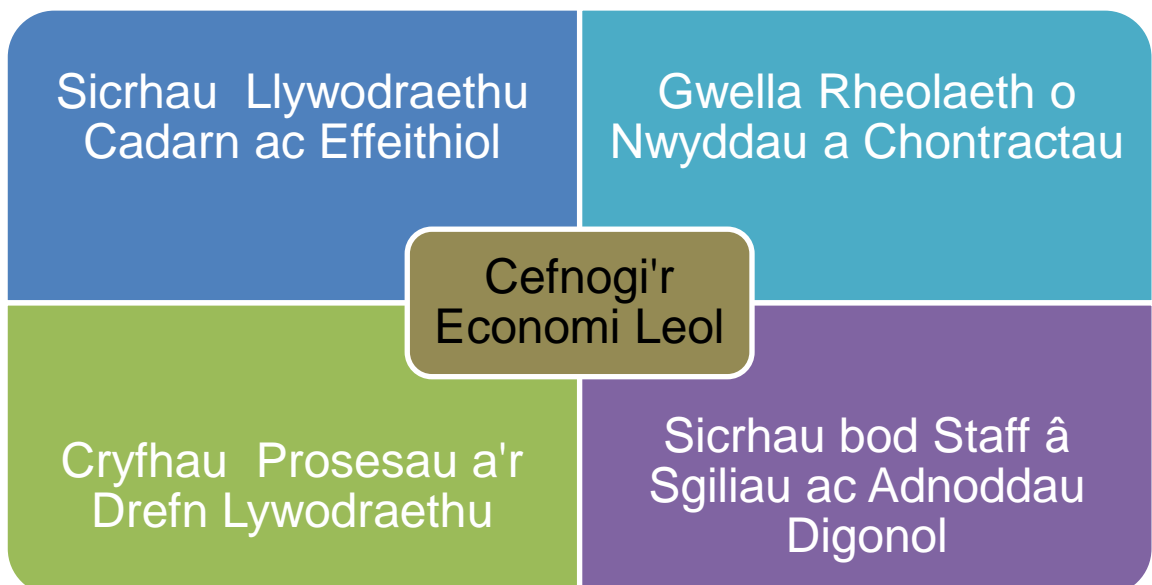 Sicrhau  Llywodraethu
Cadarn ac Effeithiol
Gwella Rheolaeth o
Nwyddau a Chontractau
Cefnogi'r
Economi Leol
Cryfhau  Prosesau a'r
Drefn Lywodraethu
Sicrhau bod Staff â
Sgiliau ac Adnoddau
Digonol